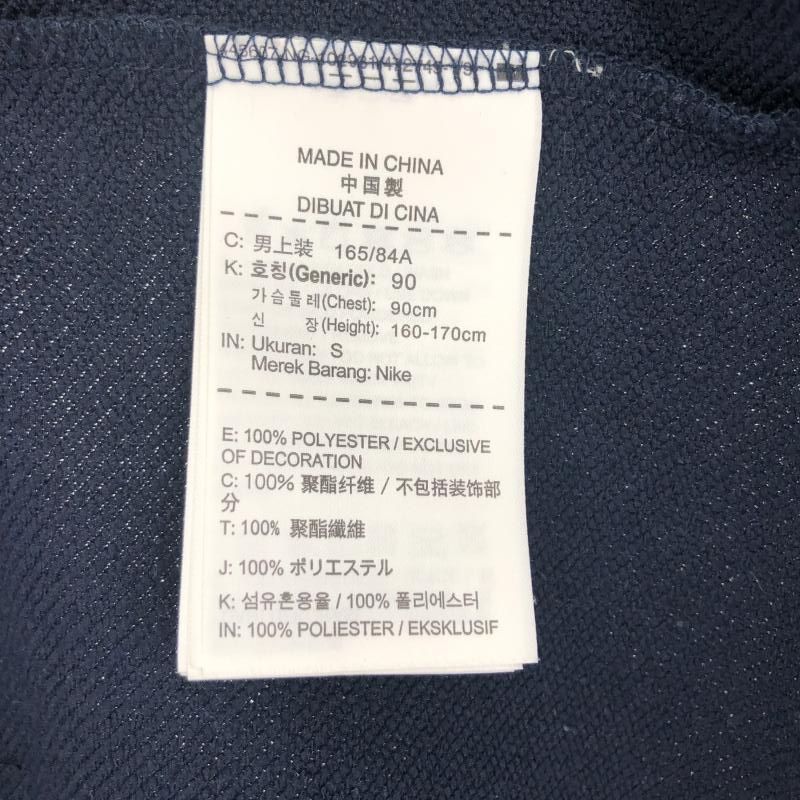 MADE IN CHINA
中国製
DIBUAT DI CINA
C: 男上装 165/84A
K: 호칭(Generic): 90
가슴둘레(Chest): 90cm
신 장(Height): 160-170cm
IN: Ukuran: S
Merek Barang: Nike
E: 100% POLYESTER / EXCLUSIVE
OF DECORATION
C: 100% 聚酯纤维 / 不包括装饰部
分
T: 100% 聚酯纖維
J: 100% ポリエステル
K: 섬유혼용율 / 100% 폴리에스터
IN: 100% POLIESTER / EKSKLUSIF